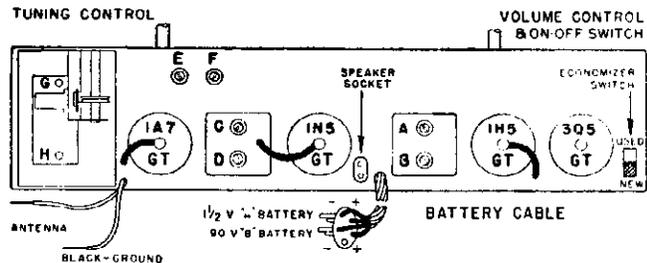 TUNING CONTROL
VOLUME CONTROL
& ON-OFF SWITCH
E F
SPEAKER
SOCKET
ECONOMIZER
SWITCH
G
H
1A7
GT
C
D
1N5
GT
A
B
1H5
GT
3Q5
GT
USED
NEW
ANTENNA
BLACK-GROUND
1½ V "A" BATTERY
90 V "B" BATTERY
- +
- +
BATTERY CABLE